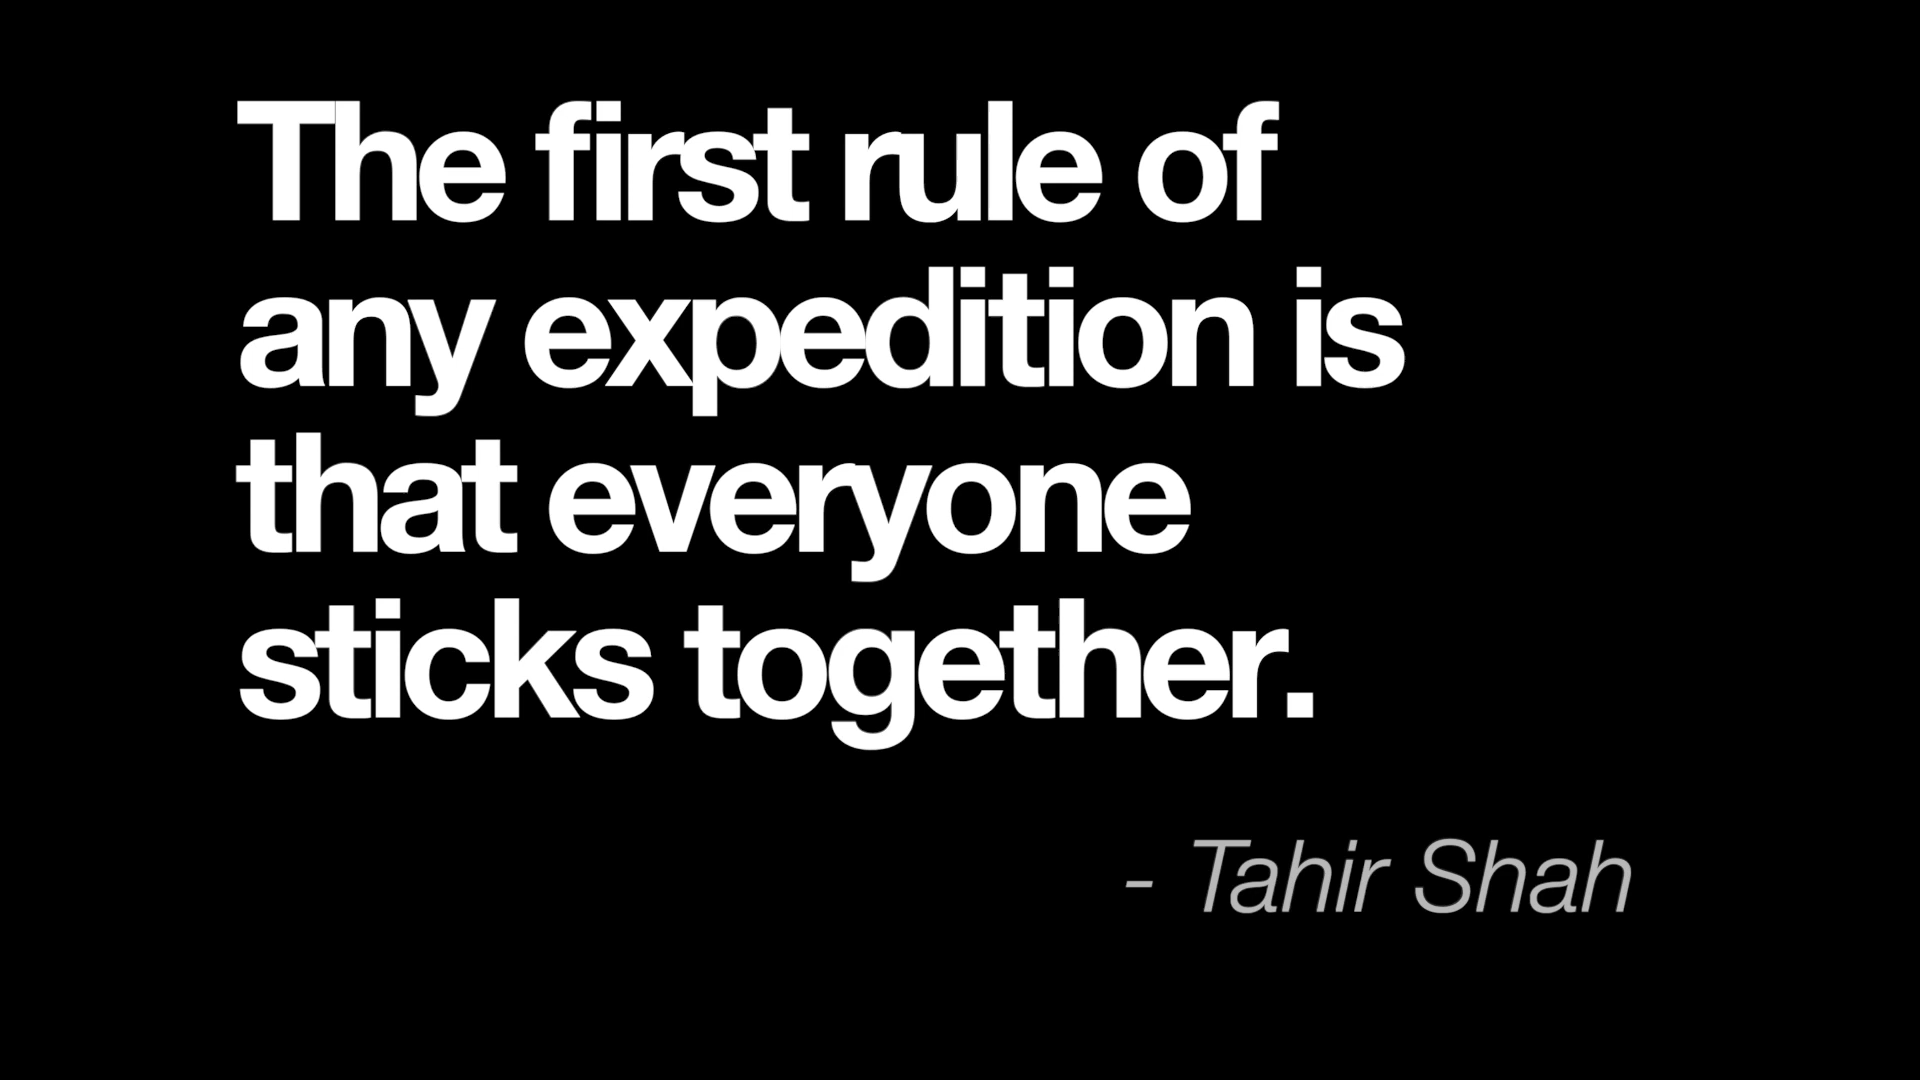 The first rule of
any expedition is
that everyone
sticks together.
- Tahir Shah